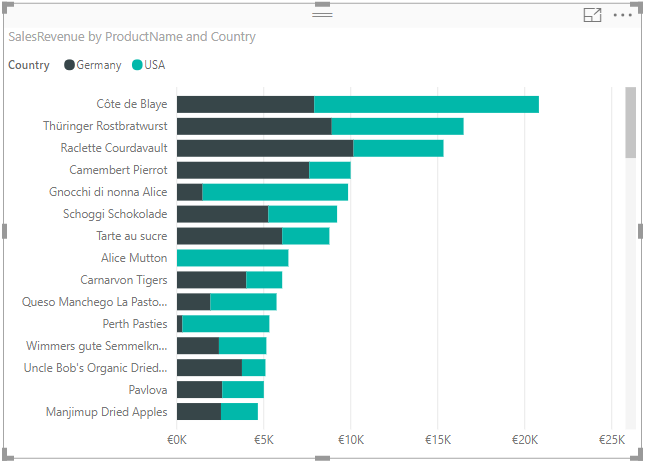 SalesRevenue by ProductName and Country
Country Germany USA
Côte de Blaye
Thüringer Rostbratwurst
Raclette Courdavault
Camembert Pierrot
Gnocchi di nonna Alice
Schoggi Schokolade
Tarte au sucre
Alice Mutton
Carnarvon Tigers
Queso Manchego La Pasto...
Perth Pasties
Wimmers gute Semmelkn...
Uncle Bob's Organic Dried...
Pavlova
Manjimup Dried Apples
€0K €5K €10K €15K €20K €25K